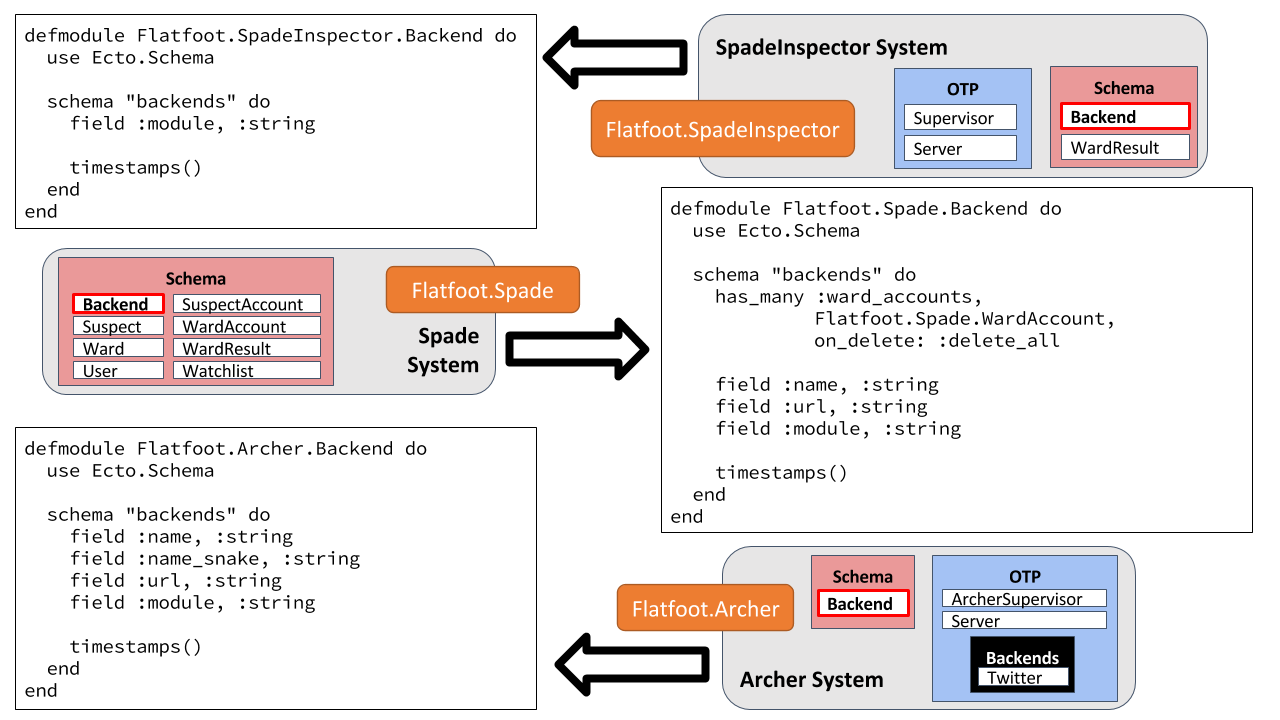 defmodule Flatfoot.SpadeInspector.Backend do
  use Ecto.Schema

  schema "backends" do
    field :module, :string

    timestamps()
  end
end
SpadeInspector System
Flatfoot.SpadeInspector
OTP
Supervisor
Server
Schema
Backend
WardResult
Schema
Backend
Suspect
Ward
User
SuspectAccount
WardAccount
WardResult
Watchlist
Flatfoot.Spade
Spade
System
defmodule Flatfoot.Spade.Backend do
  use Ecto.Schema

  schema "backends" do
    has_many :ward_accounts,
             Flatfoot.Spade.WardAccount,
             on_delete: :delete_all

    field :name, :string
    field :url, :string
    field :module, :string

    timestamps()
  end
end
defmodule Flatfoot.Archer.Backend do
  use Ecto.Schema

  schema "backends" do
    field :name, :string
    field :name_snake, :string
    field :url, :string
    field :module, :string

    timestamps()
  end
end
Flatfoot.Archer
Schema
Backend
Archer System
OTP
ArcherSupervisor
Server
Backends
Twitter